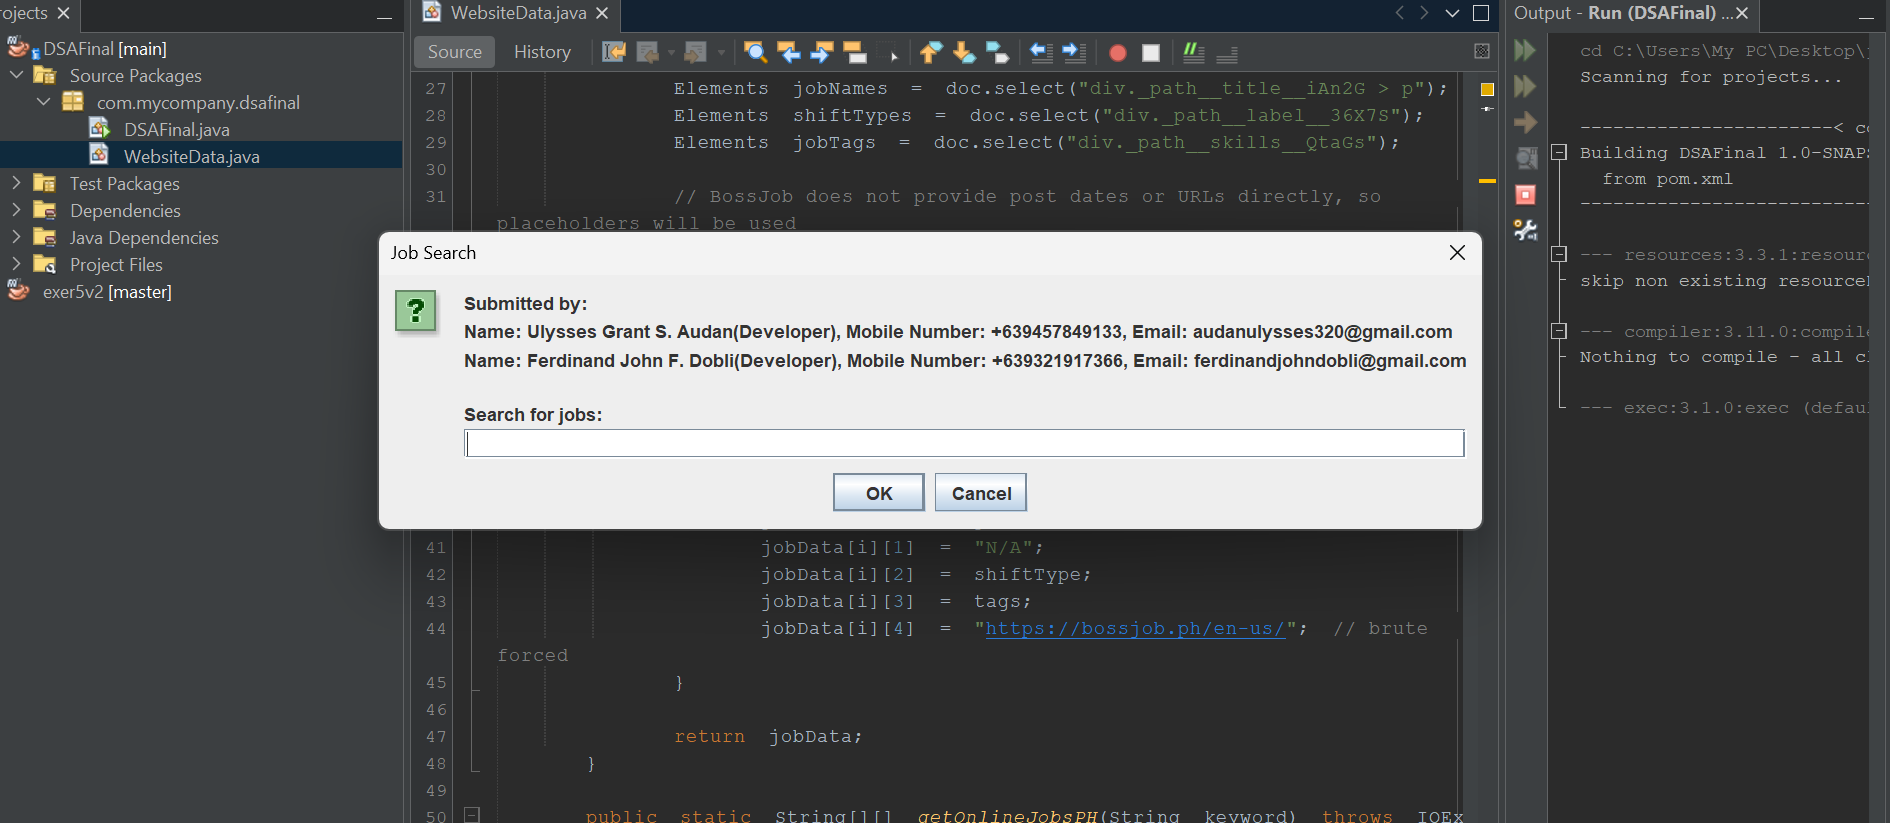 rojects
DSAFinal [main]
Source Packages
com.mycompany.dsafinal
DSAFinal.java
WebsiteData.java
Test Packages
Dependencies
Java Dependencies
Project Files
exer5v2 [master]
WebsiteData.java
Source History
27 Elements jobNames = doc.select("div._path__title__iAn2G > p");
28 Elements shiftTypes = doc.select("div._path__label__36X7S");
29 Elements jobTags = doc.select("div._path__skills__QtaGs");
30
31 // BossJob does not provide post dates or URLs directly, so
placeholders will be used
Job Search
?
Submitted by:
Name: Ulysses Grant S. Audan(Developer), Mobile Number: +639457849133, Email: audanulysses320@gmail.com
Name: Ferdinand John F. Dobli(Developer), Mobile Number: +639321917366, Email: ferdinandjohndobli@gmail.com
Search for jobs:
OK Cancel
41 jobData[i][1] = "N/A";
42 jobData[i][2] = shiftType;
43 jobData[i][3] = tags;
44 jobData[i][4] = "https://bossjob.ph/en-us/"; // brute
forced
45 }
46
47 return jobData;
48 }
49
50 public static String[][] getOnlineJobsPH(String keyword) throws IOEx
Output - Run (DSAFinal) ...
cd C:\Users\My PC\Desktop\
Scanning for projects...
----------------------< co
Building DSAFinal 1.0-SNAPS
from pom.xml
-------------------------
--- resources:3.3.1:resour
skip non existing resource
--- compiler:3.11.0:compile
Nothing to compile - all cl
--- exec:3.1.0:exec (defau